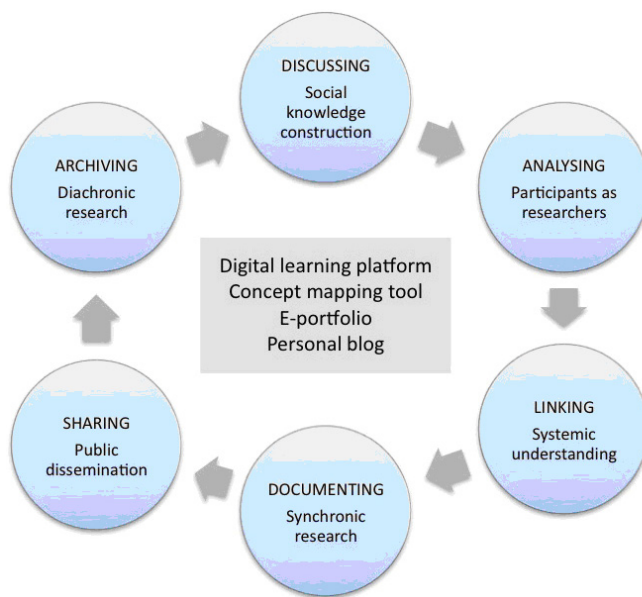 DISCUSSING
Social
knowledge
construction
ANALYSING
Participants as
researchers
LINKING
Systemic
understanding
DOCUMENTING
Synchronic
research
SHARING
Public
dissemination
ARCHIVING
Diachronic
research
Digital learning platform
Concept mapping tool
E-portfolio
Personal blog